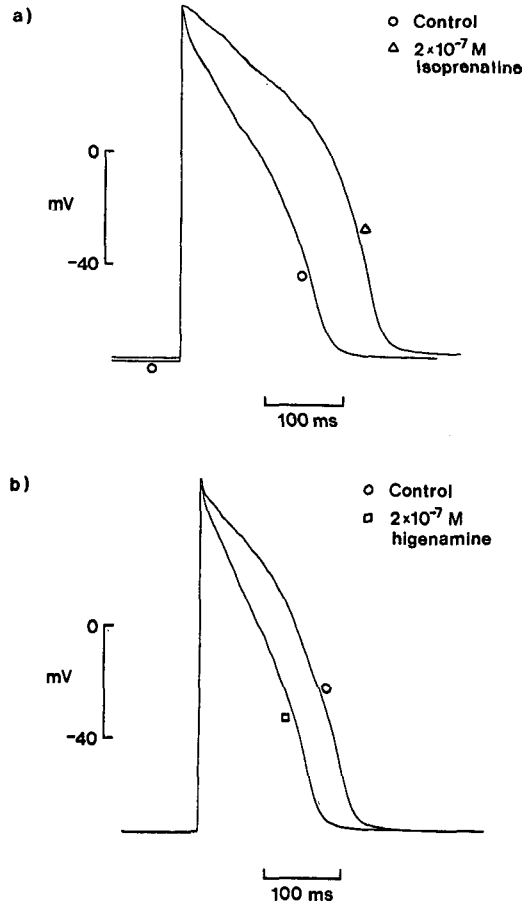 a)
Control
2×10⁻⁷ M
isoprenaline
0
mV
-40
100 ms
b)
Control
2×10⁻⁷ M
higenamine
0
mV
-40
100 ms